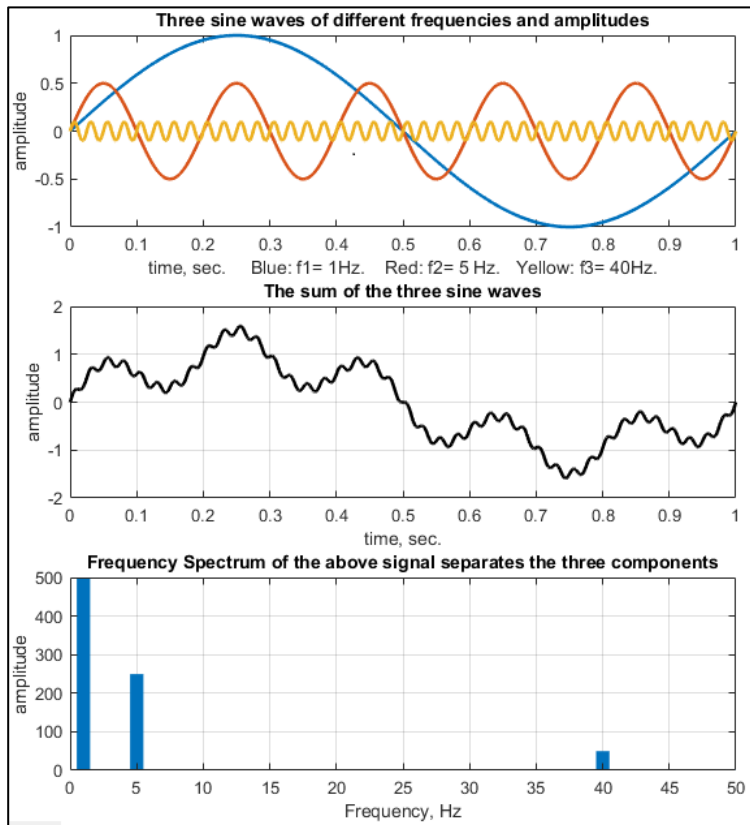 Three sine waves of different frequencies and amplitudes
1
0.5
0
-0.5
-1
amplitude
0 0.1 0.2 0.3 0.4 0.5 0.6 0.7 0.8 0.9 1
time, sec. Blue: f1= 1Hz. Red: f2= 5 Hz. Yellow: f3= 40Hz.
The sum of the three sine waves
2
1
0
-1
-2
amplitude
0 0.1 0.2 0.3 0.4 0.5 0.6 0.7 0.8 0.9 1
time, sec.
Frequency Spectrum of the above signal separates the three components
500
400
300
200
100
0
amplitude
0 5 10 15 20 25 30 35 40 45 50
Frequency, Hz